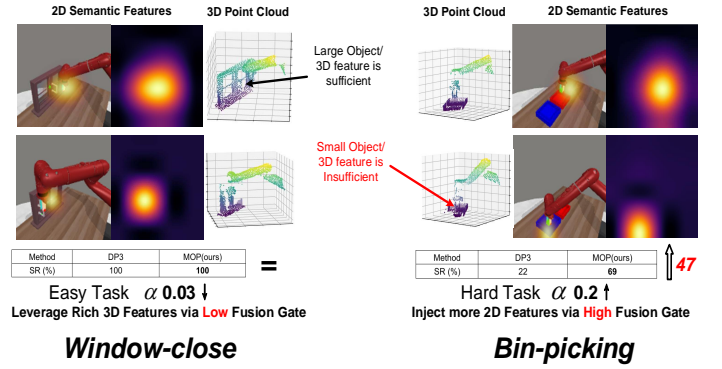 2D Semantic Features
3D Point Cloud
Large Object/
3D feature is
sufficient
Method DP3 MOP(ours)
SR (%) 100 100
=
Easy Task α 0.03 ↓
Leverage Rich 3D Features via Low Fusion Gate
Window-close
3D Point Cloud
2D Semantic Features
Small Object/
3D feature is
Insufficient
Method DP3 MOP(ours)
SR (%) 22 69
47
Hard Task α 0.2 ↑
Inject more 2D Features via High Fusion Gate
Bin-picking